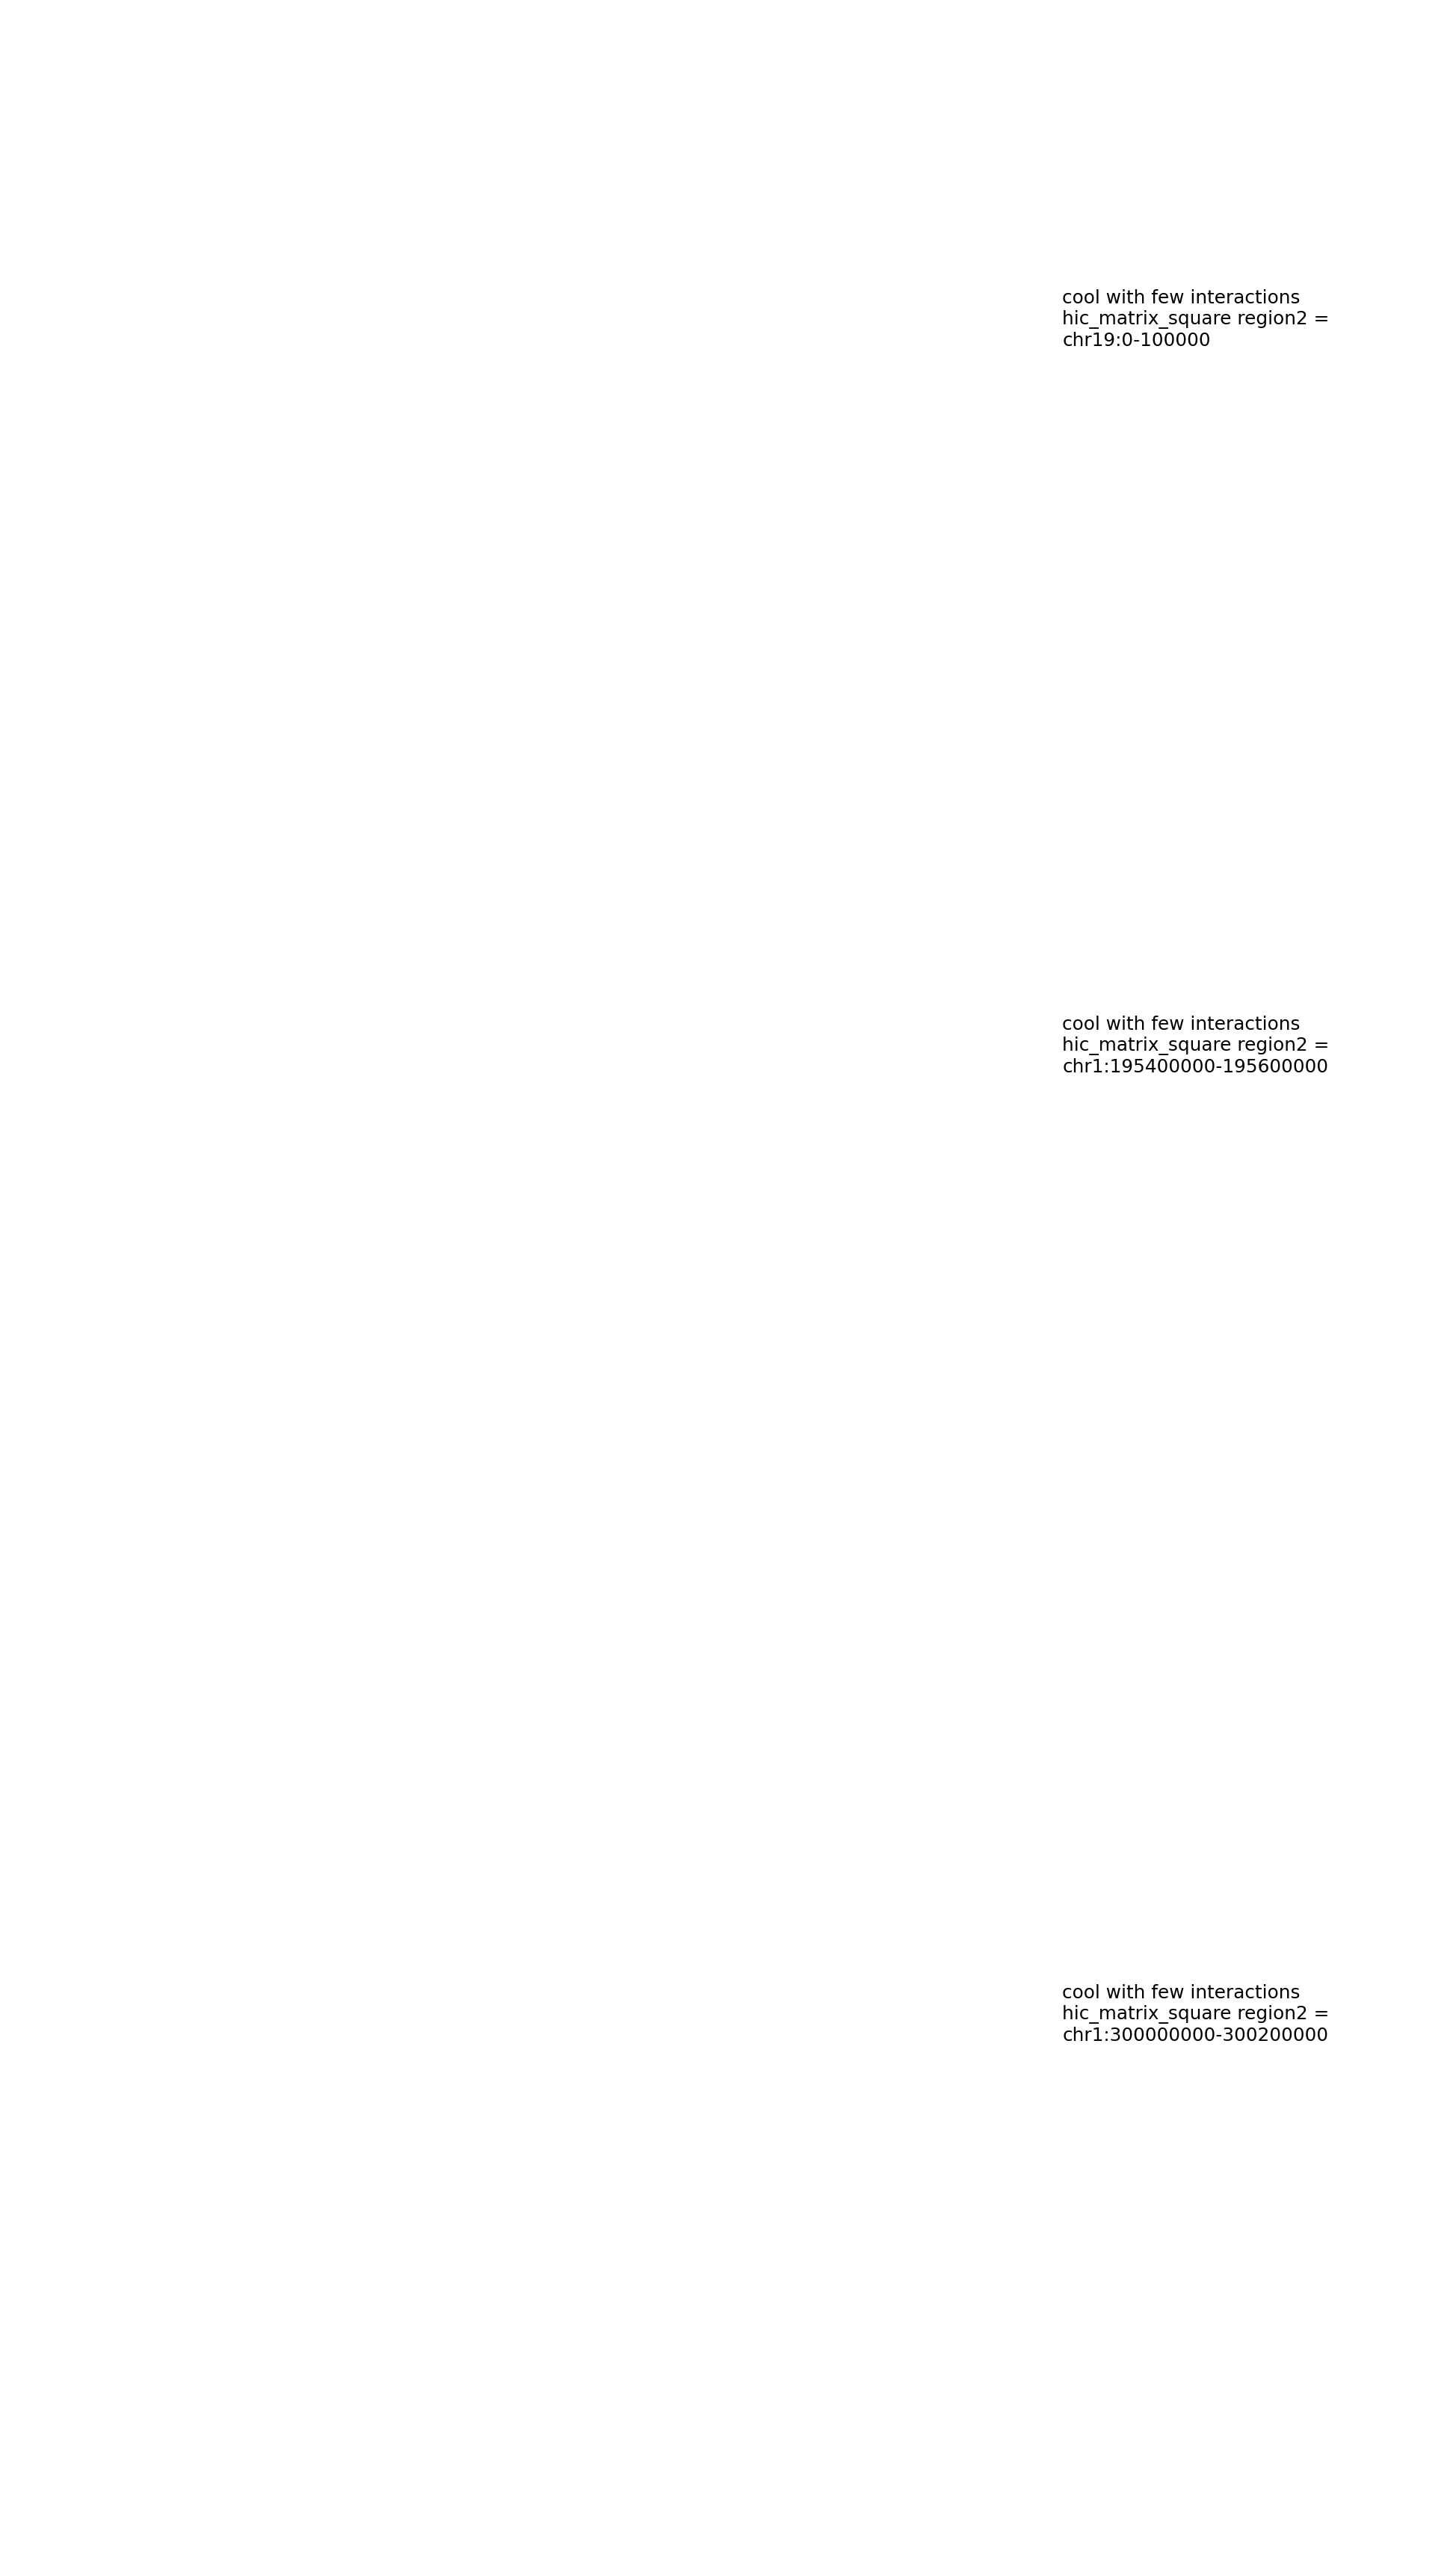 cool with few interactions
hic_matrix_square region2 =
chr19:0-100000
cool with few interactions
hic_matrix_square region2 =
chr1:195400000-195600000
cool with few interactions
hic_matrix_square region2 =
chr1:300000000-300200000